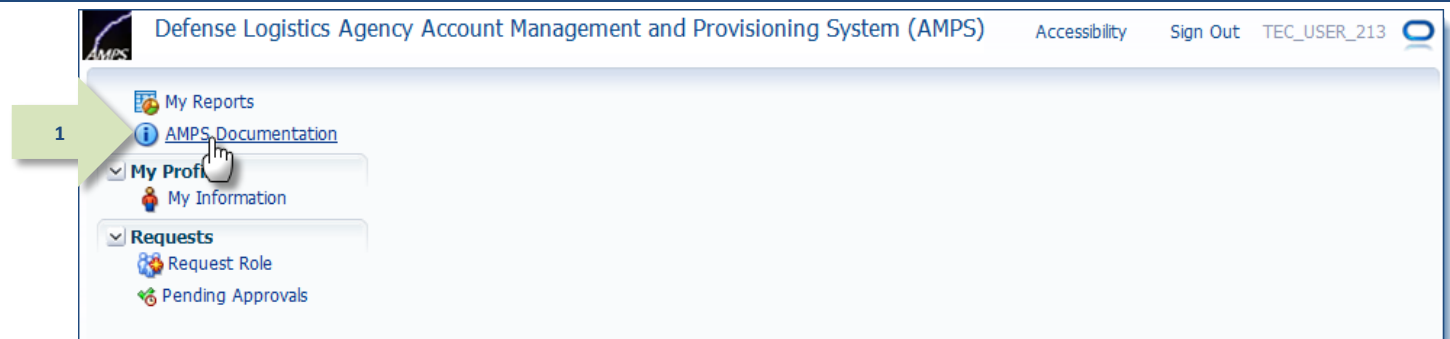 AMPS
Defense Logistics Agency Account Management and Provisioning System (AMPS) Accessibility Sign Out TEC_USER_213
My Reports
1
AMPS Documentation
My Profi
My Information
Requests
Request Role
Pending Approvals